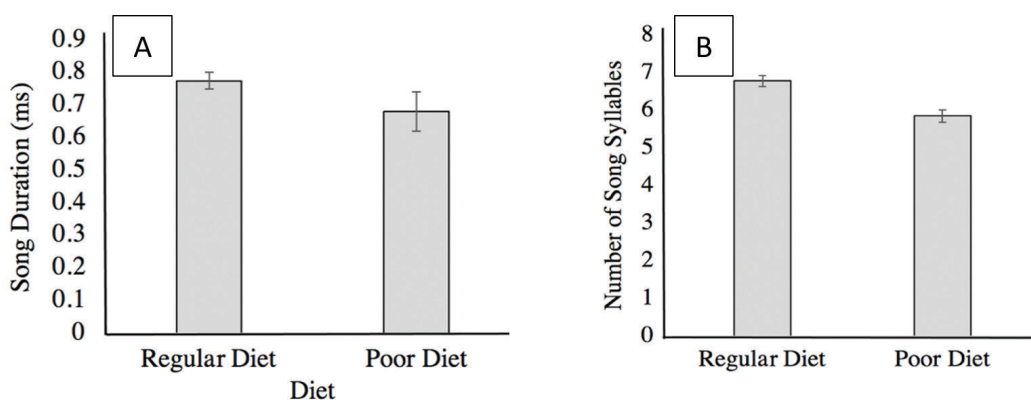 A
Song Duration (ms)
0.9
0.8
0.7
0.6
0.5
0.4
0.3
0.2
0.1
0
Regular Diet
Poor Diet
Diet
B
Number of Song Syllables
8
7
6
5
4
3
2
1
0
Regular Diet
Poor Diet